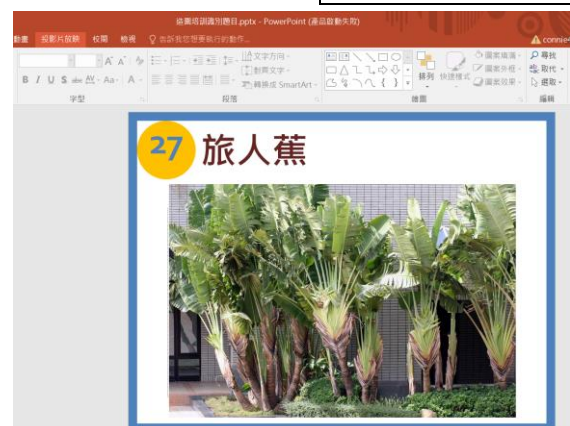 培訓識別題目.pptx - PowerPoint (產品啟動失敗)
動畫 投影片放映 校閱 檢視 告訴我您想要執行的動作... connie
文字方向
B I U S abc AV Aa A 對齊文字 排列 快速樣式 圖案填滿 尋找
轉換成 SmartArt 圖案外框 取代
圖案效果 選取
字型 段落 繪圖 編輯
27 旅人蕉